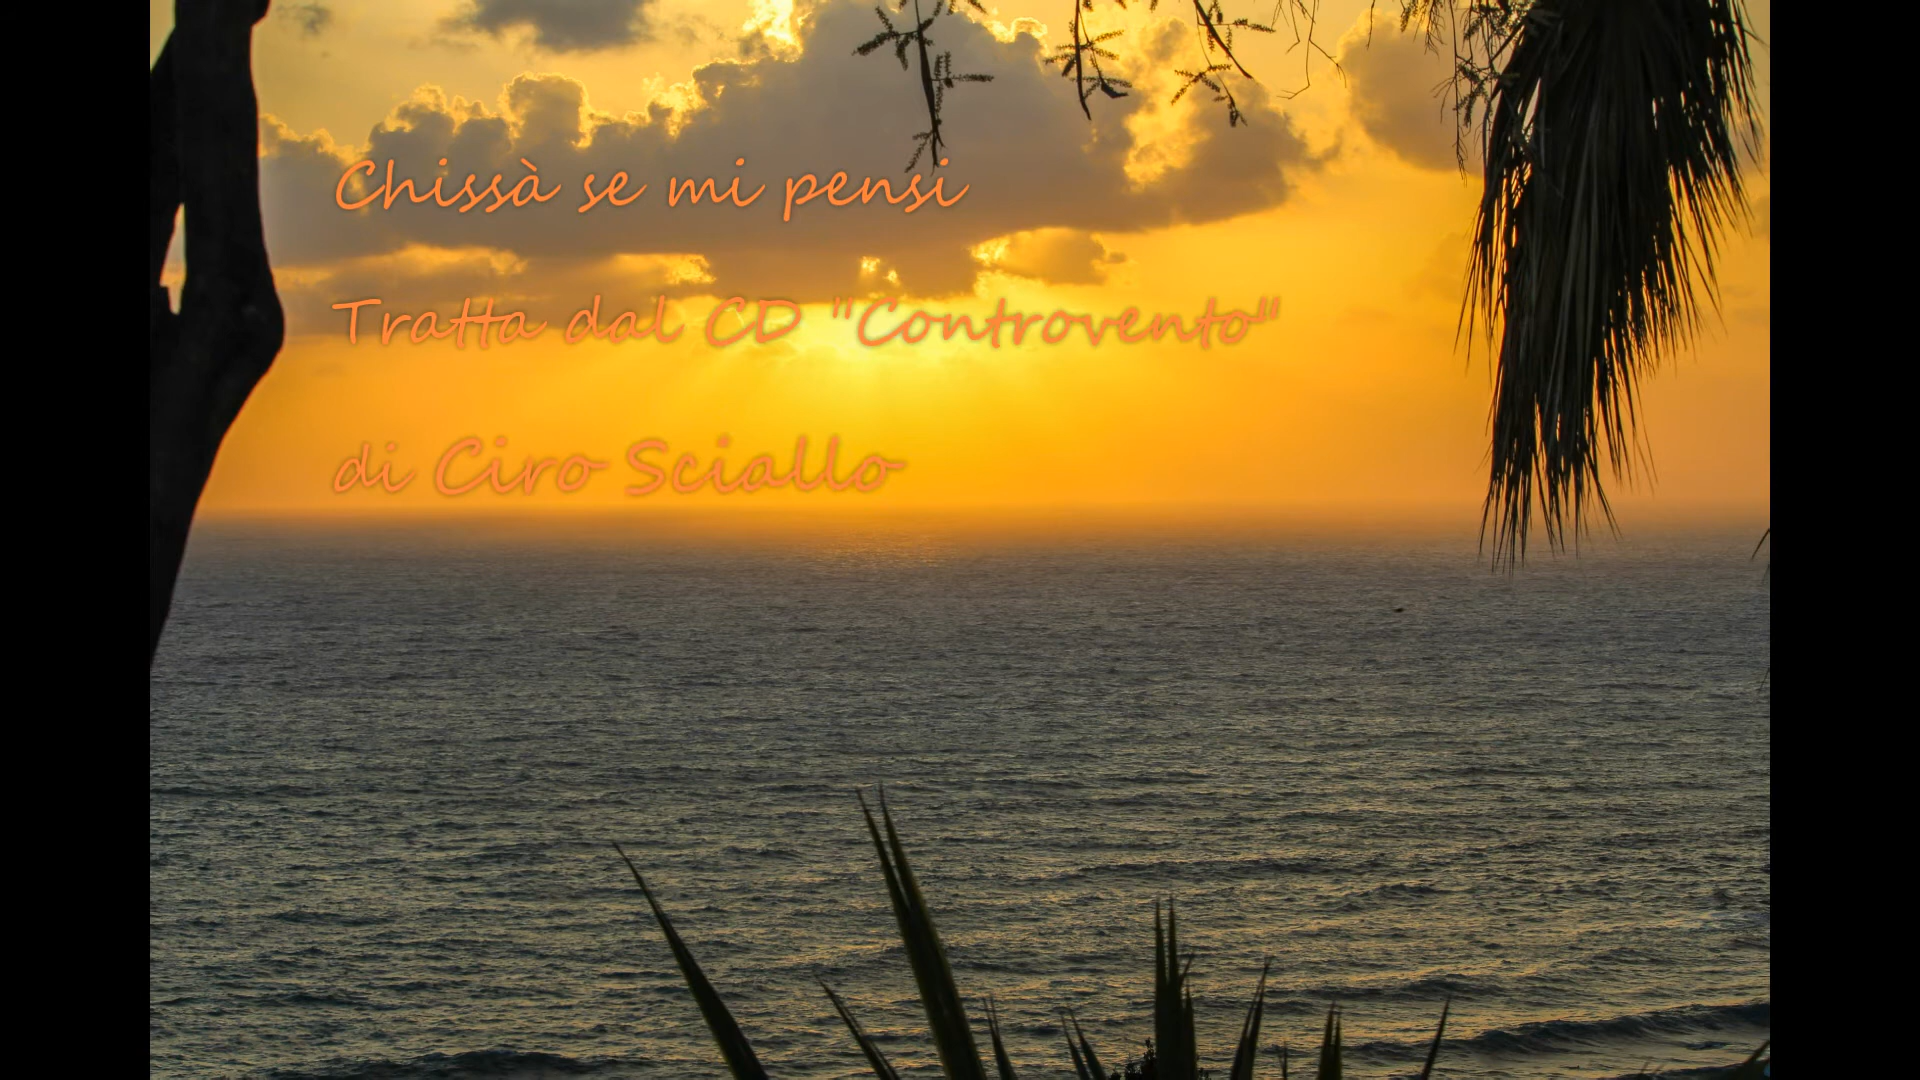 Chissà se mi pensi
Tratta dal CD "Controvento"
di Ciro Sciallo